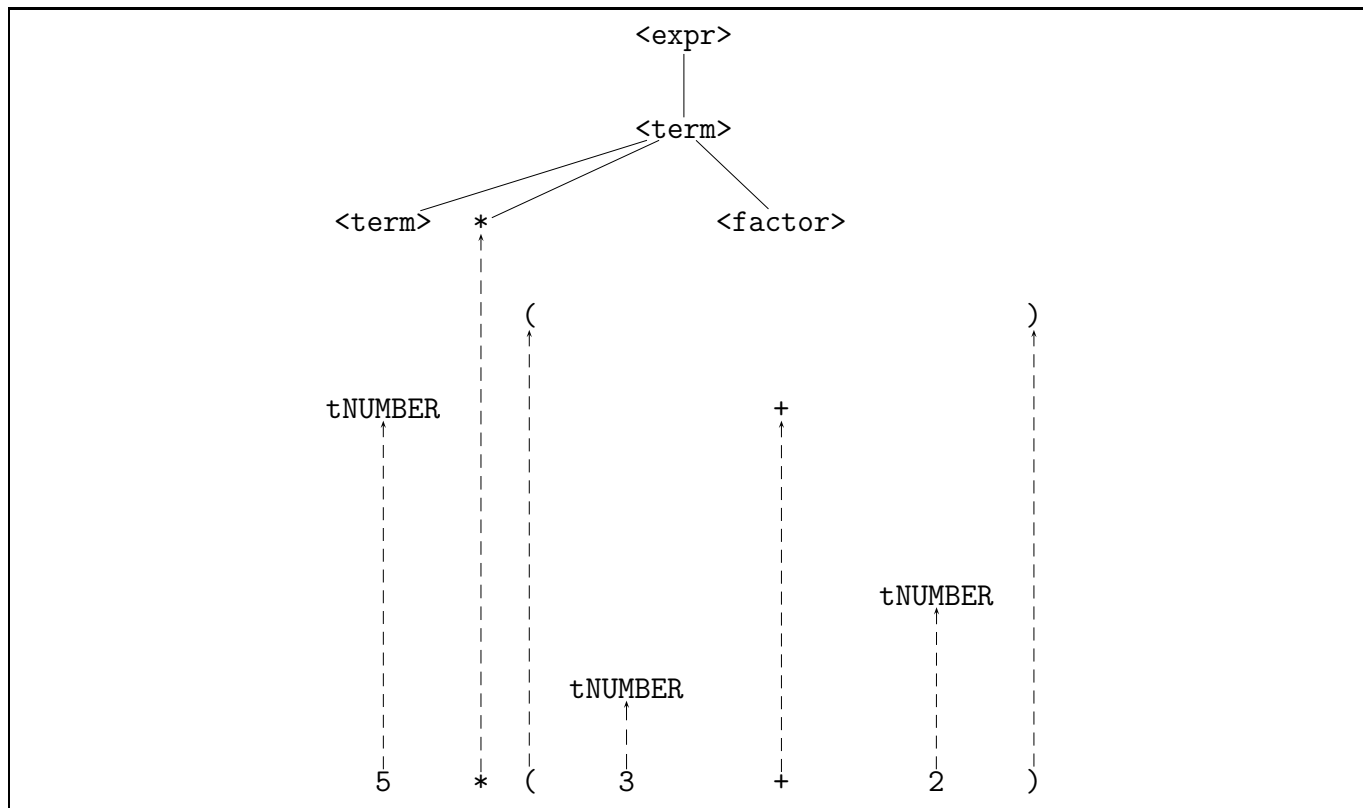 <expr>
<term>
<term> * <factor>
( )
tNUMBER +
tNUMBER
tNUMBER
5 * ( 3 + 2 )